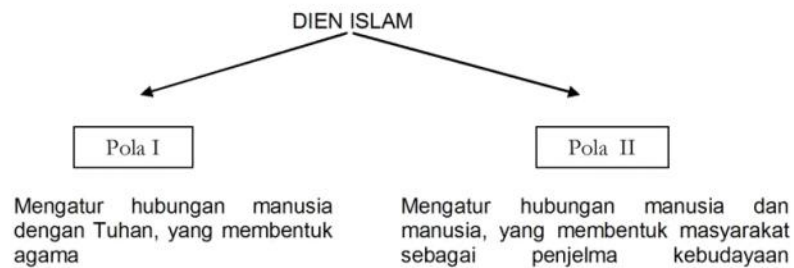 DIEN ISLAM
Pola I
Mengatur hubungan manusia
dengan Tuhan, yang membentuk
agama
Pola II
Mengatur hubungan manusia dan
manusia, yang membentuk masyarakat
sebagai penjelma kebudayaan